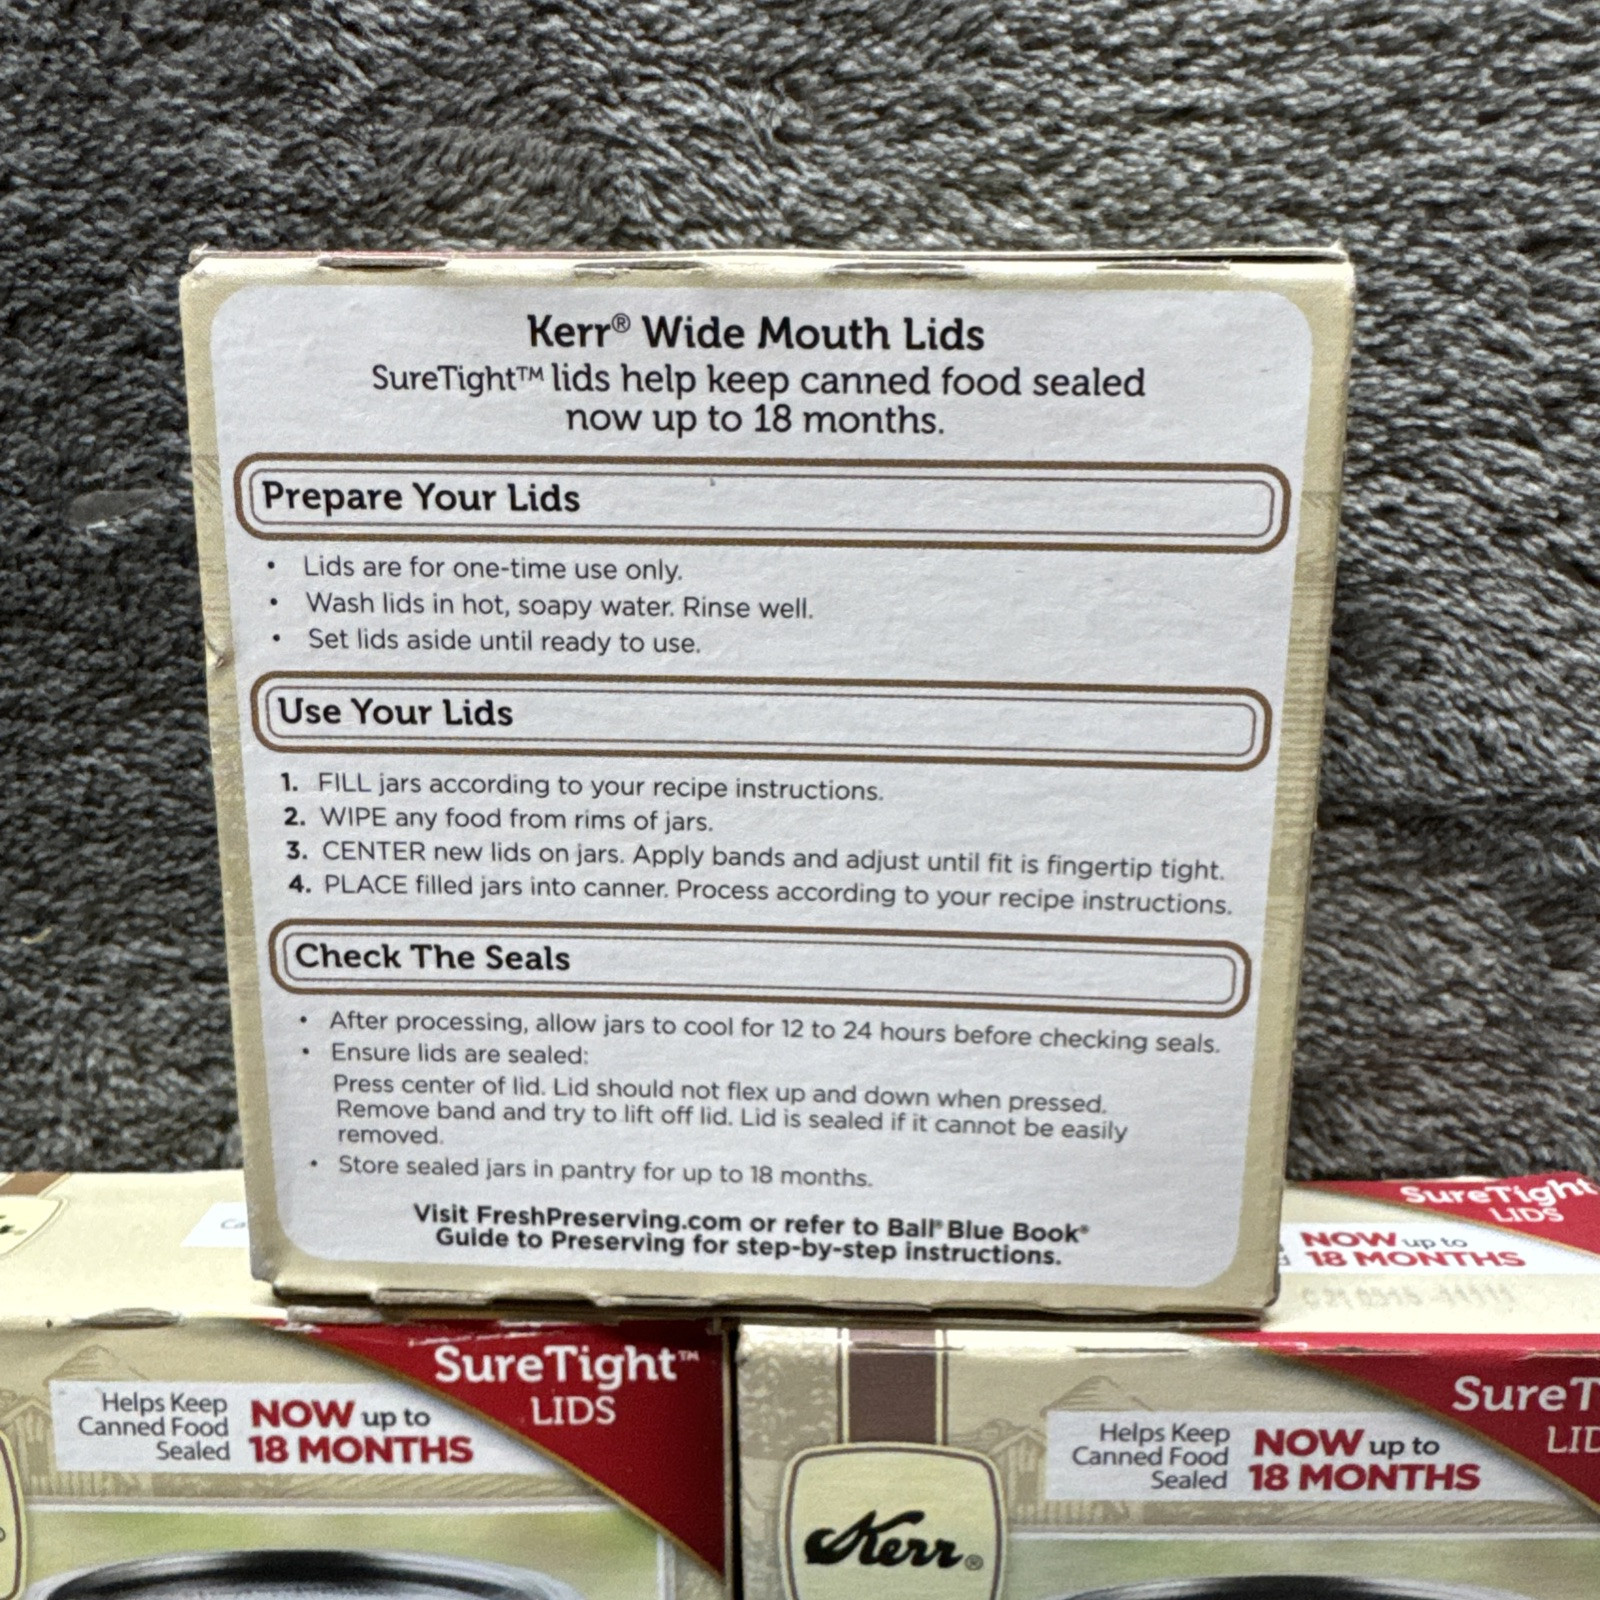 Kerr® Wide Mouth Lids
SureTight™ lids help keep canned food sealed
now up to 18 months.
Prepare Your Lids
• Lids are for one-time use only.
• Wash lids in hot, soapy water. Rinse well.
• Set lids aside until ready to use.
Use Your Lids
1. FILL jars according to your recipe instructions.
2. WIPE any food from rims of jars.
3. CENTER new lids on jars. Apply bands and adjust until fit is fingertip tight.
4. PLACE filled jars into canner. Process according to your recipe instructions.
Check The Seals
• After processing, allow jars to cool for 12 to 24 hours before checking seals.
• Ensure lids are sealed:
Press center of lid. Lid should not flex up and down when pressed.
Remove band and try to lift off lid. Lid is sealed if it cannot be easily
removed.
• Store sealed jars in pantry for up to 18 months.
Visit FreshPreserving.com or refer to Ball® Blue Book®
Guide to Preserving for step-by-step instructions.
SureTight
LIDS
NOW up to
18 MONTHS
SureTight™
LIDS
Helps Keep
Canned Food
Sealed
NOW up to
18 MONTHS
SureT
LID
Helps Keep
Canned Food
Sealed
NOW up to
18 MONTHS
Kerr®